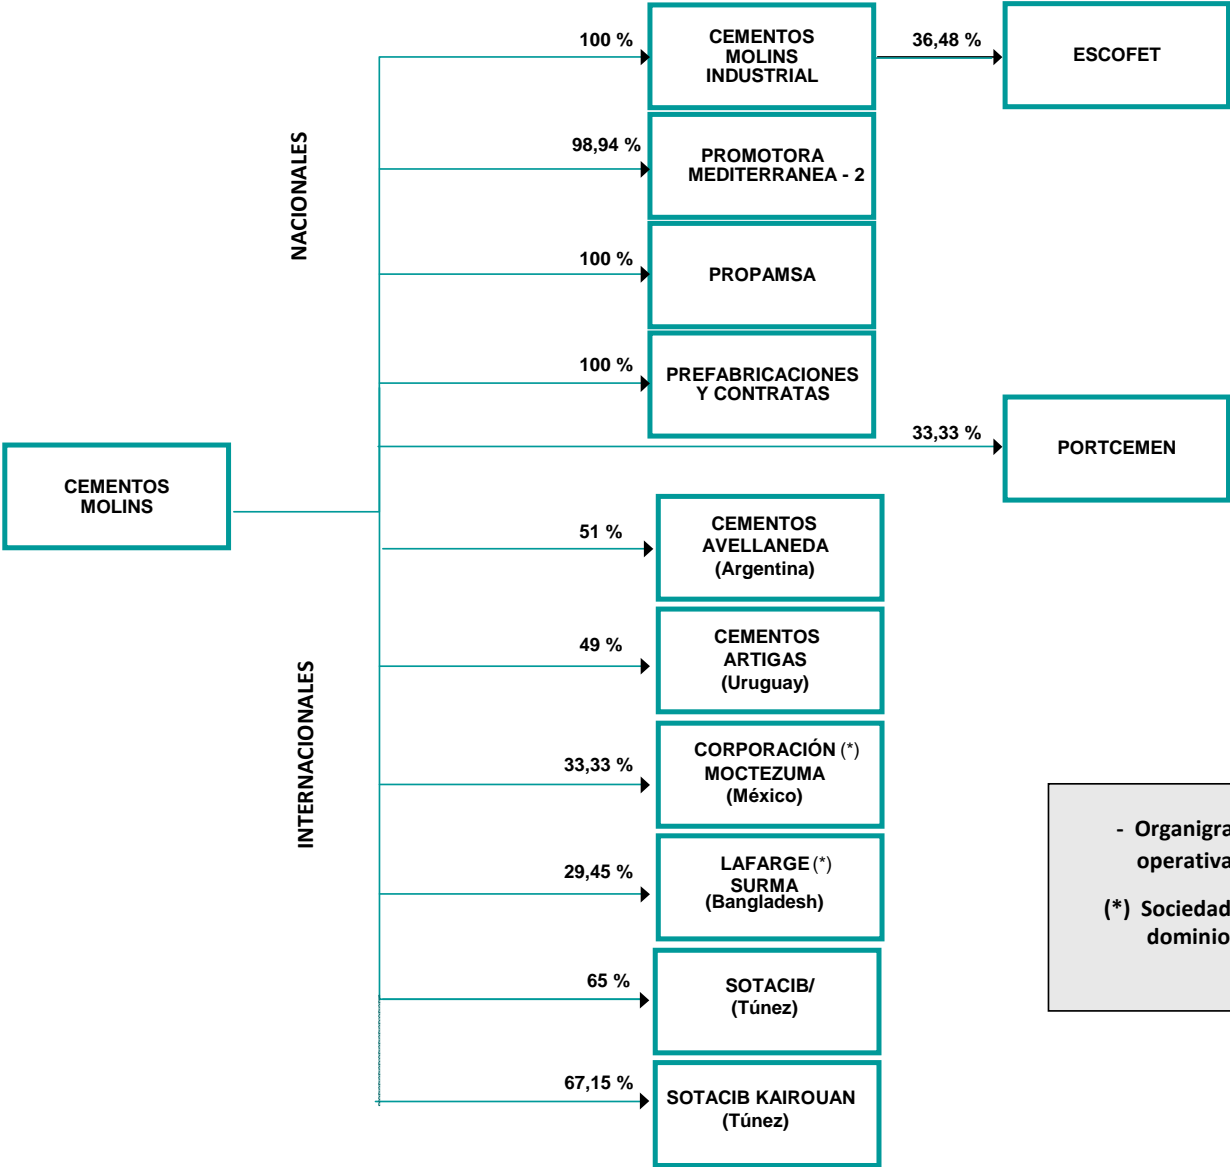 NACIONALES
100 %
CEMENTOS
MOLINS
INDUSTRIAL
36,48 %
ESCOFET
98,94 %
PROMOTORA
MEDITERRANEA - 2
100 %
PROPAMSA
100 %
PREFABRICACIONES
Y CONTRATAS
33,33 %
PORTCEMEN
CEMENTOS
MOLINS
INTERNACIONALES
51 %
CEMENTOS
AVELLANEDA
(Argentina)
49 %
CEMENTOS
ARTIGAS
(Uruguay)
33,33 %
CORPORACIÓN (*)
MOCTEZUMA
(México)
29,45 %
LAFARGE (*)
SURMA
(Bangladesh)
65 %
SOTACIB/
(Túnez)
67,15 %
SOTACIB KAIROUAN
(Túnez)
- Organigra
operativa
(*) Sociedad
dominio